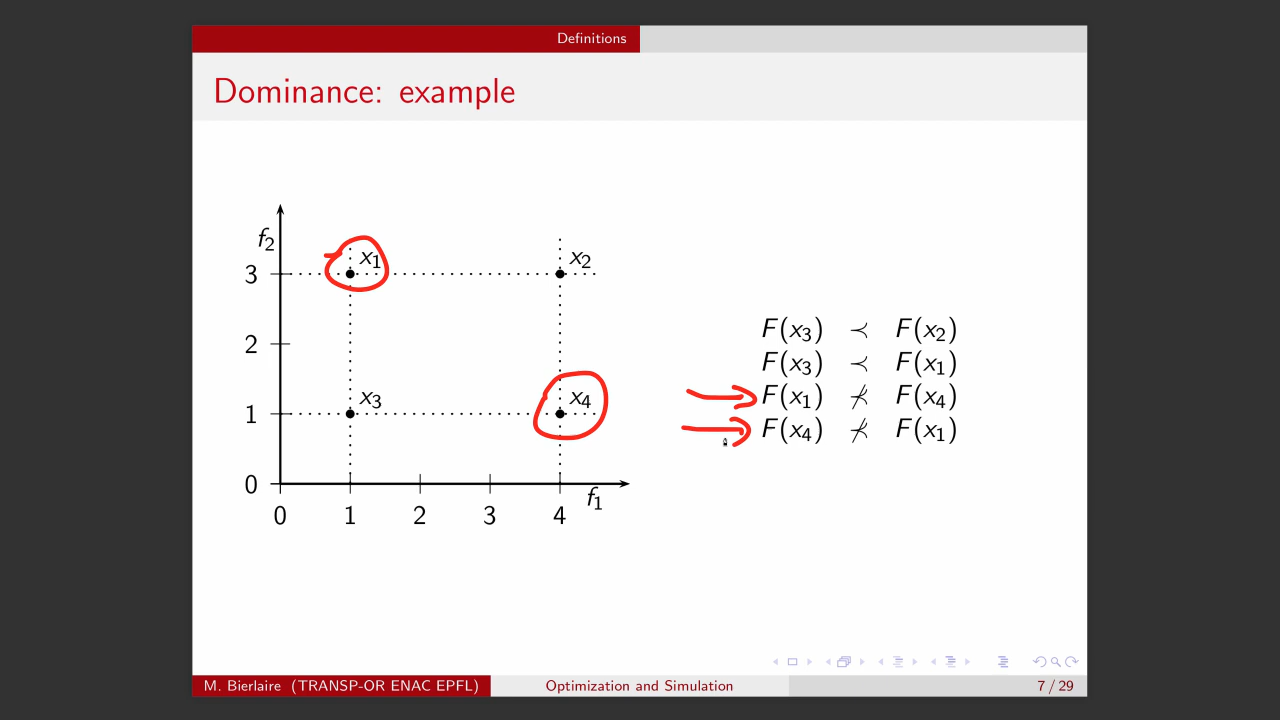 Definitions
Dominance: example
f₂
3 x₁ x₂
2
1 x₃ x₄
0
0 1 2 3 4 f₁
F(x₃) ≺ F(x₂)
F(x₃) ≺ F(x₁)
F(x₁) ⊀ F(x₄)
F(x₄) ⊀ F(x₁)
M. Bierlaire (TRANSP-OR ENAC EPFL) Optimization and Simulation 7 / 29